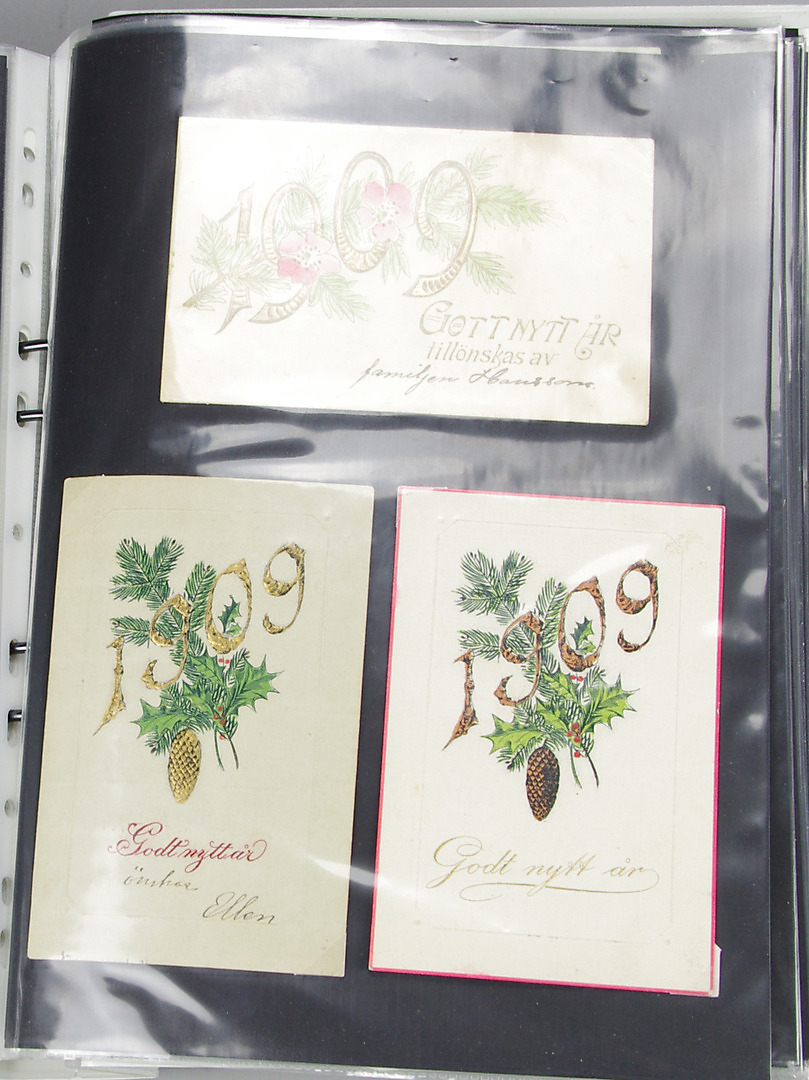 1909
GOTT NYTT ÅR
tillönskas av
familjen Hanssons.
1909
Godt nytt år
önskas
Ellen
1909
Godt nytt år